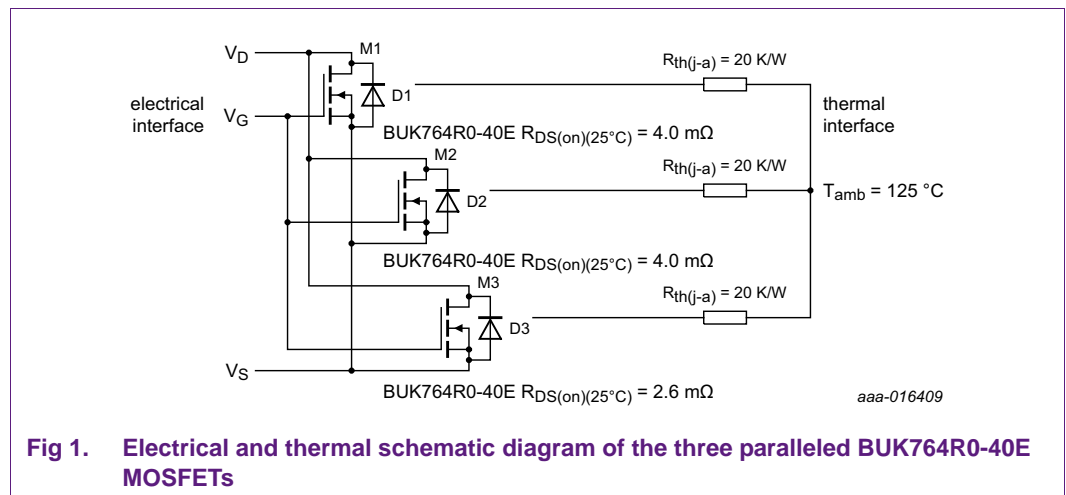 V_D
M1
R_th(j-a) = 20 K/W
D1
electrical
interface
thermal
interface
V_G
BUK764R0-40E R_DS(on)(25°C) = 4.0 mΩ
M2
R_th(j-a) = 20 K/W
D2
T_amb = 125 °C
BUK764R0-40E R_DS(on)(25°C) = 4.0 mΩ
M3
R_th(j-a) = 20 K/W
D3
V_S
BUK764R0-40E R_DS(on)(25°C) = 2.6 mΩ
aaa-016409
Fig 1. Electrical and thermal schematic diagram of the three paralleled BUK764R0-40E
MOSFETs